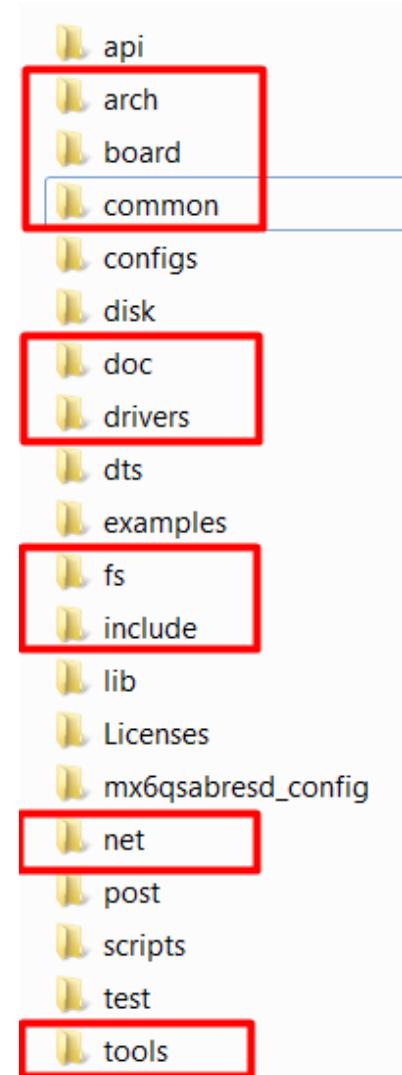 api
arch
board
common
configs
disk
doc
drivers
dts
examples
fs
include
lib
Licenses
mx6qsabresd_config
net
post
scripts
test
tools